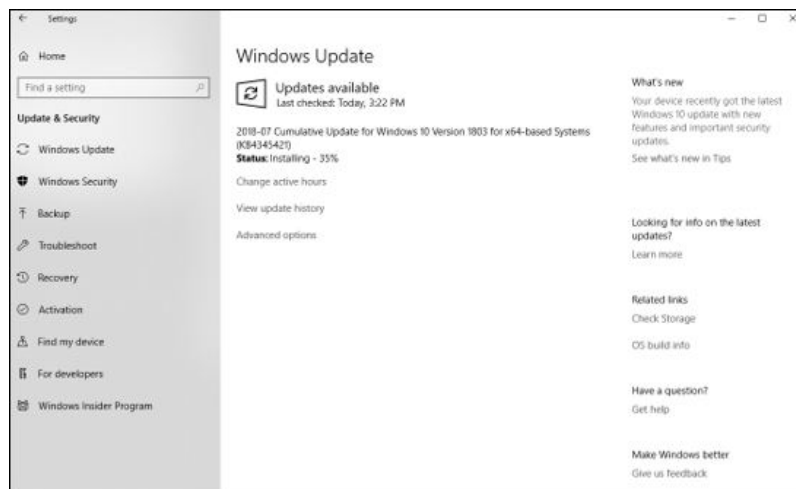 Settings
Home
Find a setting
Update & Security
Windows Update
Windows Security
Backup
Troubleshoot
Recovery
Activation
Find my device
For developers
Windows Insider Program
Windows Update
Updates available
Last checked: Today, 3:22 PM
2018-07 Cumulative Update for Windows 10 Version 1803 for x64-based Systems
(KB4345421)
Status: Installing - 35%
Change active hours
View update history
Advanced options
What's new
Your device recently got the latest
Windows 10 update with new
features and important security
updates.
See what's new in Tips
Looking for info on the latest
updates?
Learn more
Related links
Check Storage
OS build info
Have a question?
Get help
Make Windows better
Give us feedback